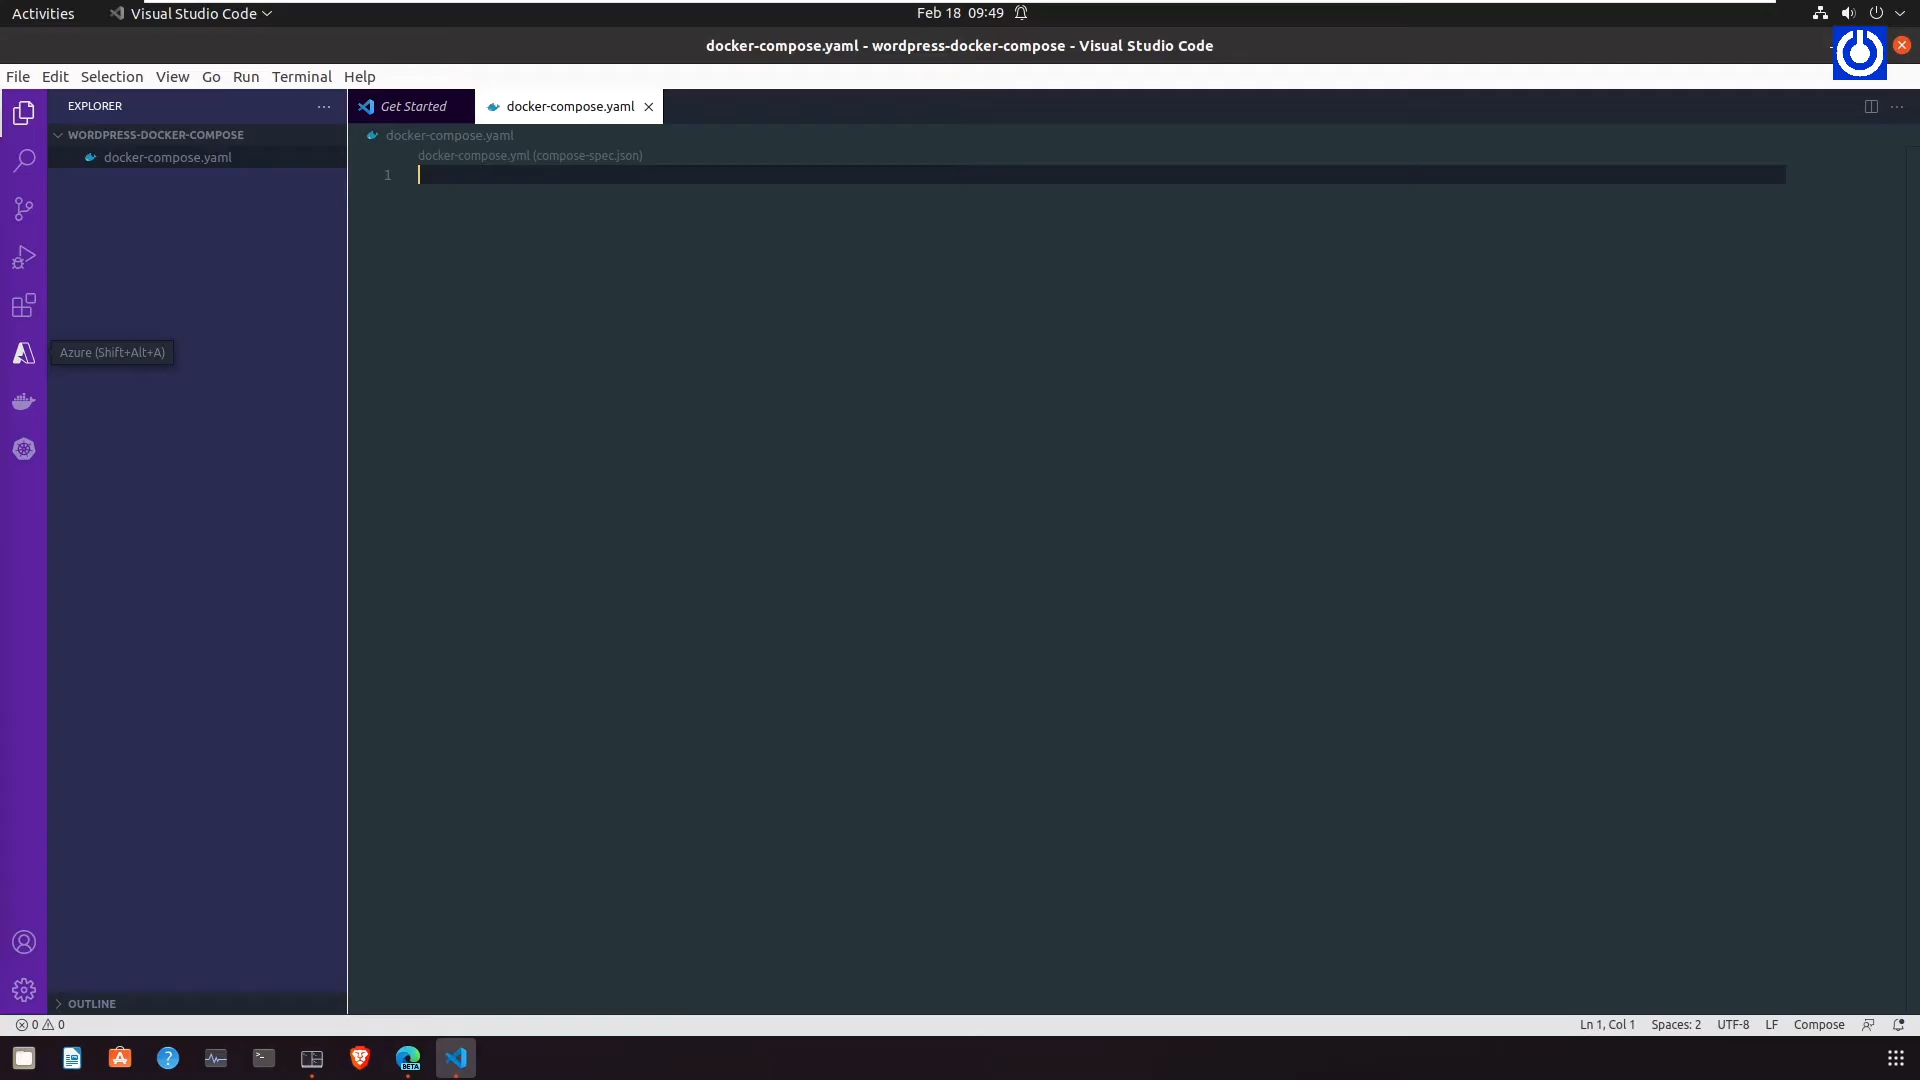 Activities
Visual Studio Code
Feb 18 09:49
docker-compose.yaml - wordpress-docker-compose - Visual Studio Code
File Edit Selection View Go Run Terminal Help
EXPLORER
Get Started
docker-compose.yaml
WORDPRESS-DOCKER-COMPOSE
docker-compose.yaml
docker-compose.yaml
docker-compose.yml (compose-spec.json)
1
Azure (Shift+Alt+A)
OUTLINE
0 0
Ln 1, Col 1 Spaces: 2 UTF-8 LF Compose
BETA